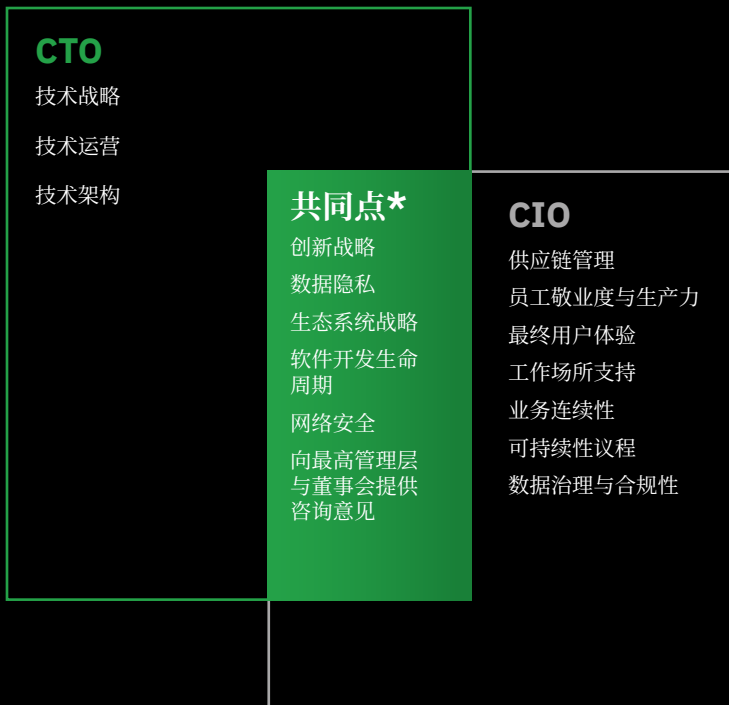 CTO
技术战略
技术运营
技术架构
共同点*
创新战略
数据隐私
生态系统战略
软件开发生命
周期
网络安全
向最高管理层
与董事会提供
咨询意见
CIO
供应链管理
员工敬业度与生产力
最终用户体验
工作场所支持
业务连续性
可持续性议程
数据治理与合规性